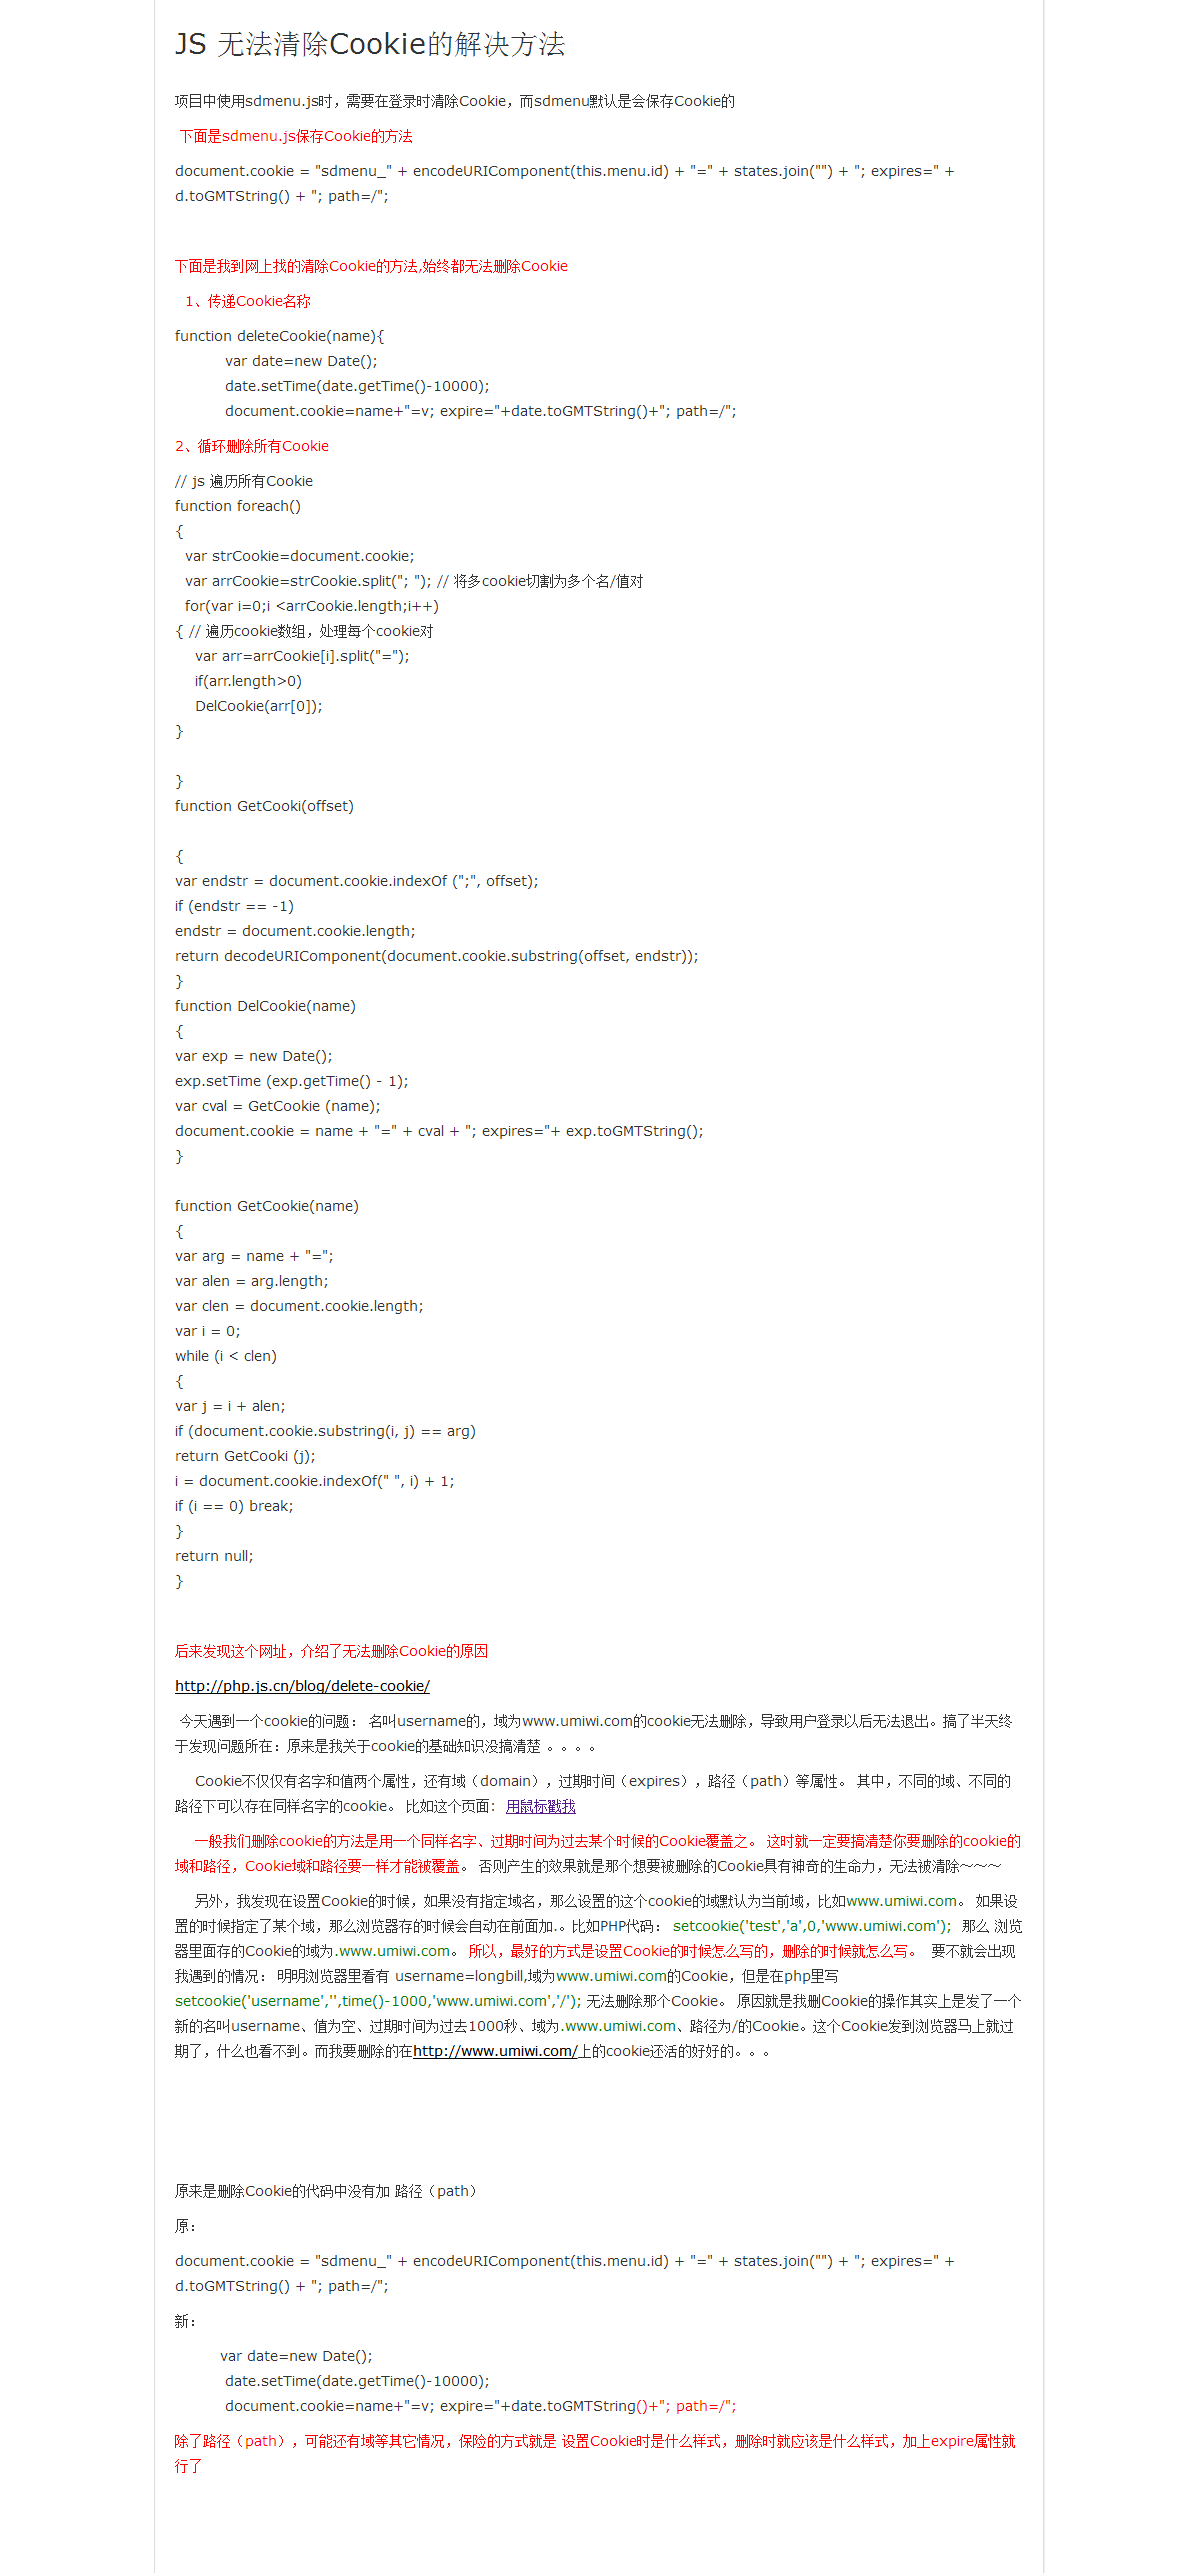 JS 无法清除Cookie的解决方法
项目中使用sdmenu.js时，需要在登录时清除Cookie，而sdmenu默认是会保存Cookie的
下面是sdmenu.js保存Cookie的方法
document.cookie = "sdmenu_" + encodeURIComponent(this.menu.id) + "=" + states.join("") + "; expires=" +
d.toGMTString() + "; path=/";
下面是我到网上找的清除Cookie的方法,始终都无法删除Cookie
1、传递Cookie名称
function deleteCookie(name){
var date=new Date();
date.setTime(date.getTime()-10000);
document.cookie=name+"=v; expire="+date.toGMTString()+"; path=/";
2、循环删除所有Cookie
// js 遍历所有Cookie
function foreach()
{
var strCookie=document.cookie;
var arrCookie=strCookie.split("; "); // 将多cookie切割为多个名/值对
for(var i=0;i <arrCookie.length;i++)
{ // 遍历cookie数组，处理每个cookie对
var arr=arrCookie[i].split("=");
if(arr.length>0)
DelCookie(arr[0]);
}
}
function GetCooki(offset)
{
var endstr = document.cookie.indexOf (";", offset);
if (endstr == -1)
endstr = document.cookie.length;
return decodeURIComponent(document.cookie.substring(offset, endstr));
}
function DelCookie(name)
{
var exp = new Date();
exp.setTime (exp.getTime() - 1);
var cval = GetCookie (name);
document.cookie = name + "=" + cval + "; expires="+ exp.toGMTString();
}
function GetCookie(name)
{
var arg = name + "=";
var alen = arg.length;
var clen = document.cookie.length;
var i = 0;
while (i < clen)
{
var j = i + alen;
if (document.cookie.substring(i, j) == arg)
return GetCooki (j);
i = document.cookie.indexOf(" ", i) + 1;
if (i == 0) break;
}
return null;
}
后来发现这个网址，介绍了无法删除Cookie的原因
http://php.js.cn/blog/delete-cookie/
今天遇到一个cookie的问题： 名叫username的，域为www.umiwi.com的cookie无法删除，导致用户登录以后无法退出。搞了半天终
于发现问题所在：原来是我关于cookie的基础知识没搞清楚 。。。。
Cookie不仅仅有名字和值两个属性，还有域（domain），过期时间（expires），路径（path）等属性。 其中，不同的域、不同的
路径下可以存在同样名字的cookie。 比如这个页面： 用鼠标戳我
一般我们删除cookie的方法是用一个同样名字、过期时间为过去某个时候的Cookie覆盖之。 这时就一定要搞清楚你要删除的cookie的
域和路径，Cookie域和路径要一样才能被覆盖。 否则产生的效果就是那个想要被删除的Cookie具有神奇的生命力，无法被清除～～～
另外，我发现在设置Cookie的时候，如果没有指定域名，那么设置的这个cookie的域默认为当前域，比如www.umiwi.com。 如果设
置的时候指定了某个域，那么浏览器存的时候会自动在前面加.。比如PHP代码： setcookie('test','a',0,'www.umiwi.com'); 那么 浏览
器里面存的Cookie的域为.www.umiwi.com。 所以，最好的方式是设置Cookie的时候怎么写的，删除的时候就怎么写。 要不就会出现
我遇到的情况： 明明浏览器里看有 username=longbill,域为www.umiwi.com的Cookie，但是在php里写
setcookie('username','',time()-1000,'www.umiwi.com','/'); 无法删除那个Cookie。 原因就是我删Cookie的操作其实上是发了一个
新的名叫username、值为空、过期时间为过去1000秒、域为.www.umiwi.com、路径为/的Cookie。这个Cookie发到浏览器马上就过
期了，什么也看不到。而我要删除的在http://www.umiwi.com/上的cookie还活的好好的。。。
原来是删除Cookie的代码中没有加 路径（path）
原：
document.cookie = "sdmenu_" + encodeURIComponent(this.menu.id) + "=" + states.join("") + "; expires=" +
d.toGMTString() + "; path=/";
新：
var date=new Date();
date.setTime(date.getTime()-10000);
document.cookie=name+"=v; expire="+date.toGMTString()+"; path=/";
除了路径（path），可能还有域等其它情况，保险的方式就是 设置Cookie时是什么样式，删除时就应该是什么样式，加上expire属性就
行了